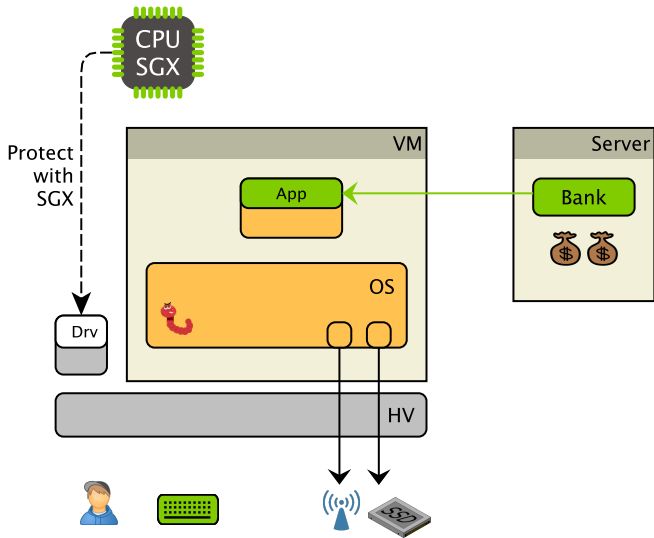 CPU
SGX
Protect
with
SGX
VM
Server
App
Bank
$ $
OS
Drv
HV
SSD